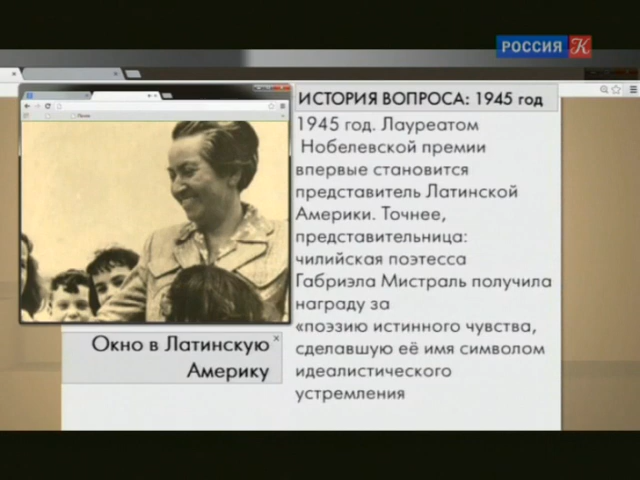 РОССИЯ К
ИСТОРИЯ ВОПРОСА: 1945 год
1945 год. Лауреатом
Нобелевской премии
впервые становится
представитель Латинской
Америки. Точнее,
представительница:
чилийская поэтесса
Габриэла Мистраль получила
награду за
«поэзию истинного чувства,
сделавшую её имя символом
идеалистического
устремления
Окно в Латинскую
Америку